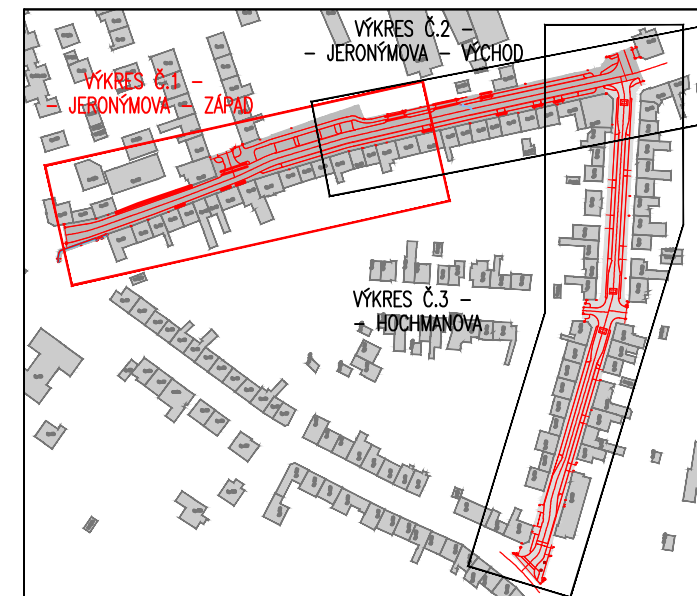 VÝKRES Č.2 –
– JERONÝMOVA – VÝCHOD
VÝKRES Č.1 –
– JERONÝMOVA – ZÁPAD
VÝKRES Č.3 –
– HOCHMANOVA